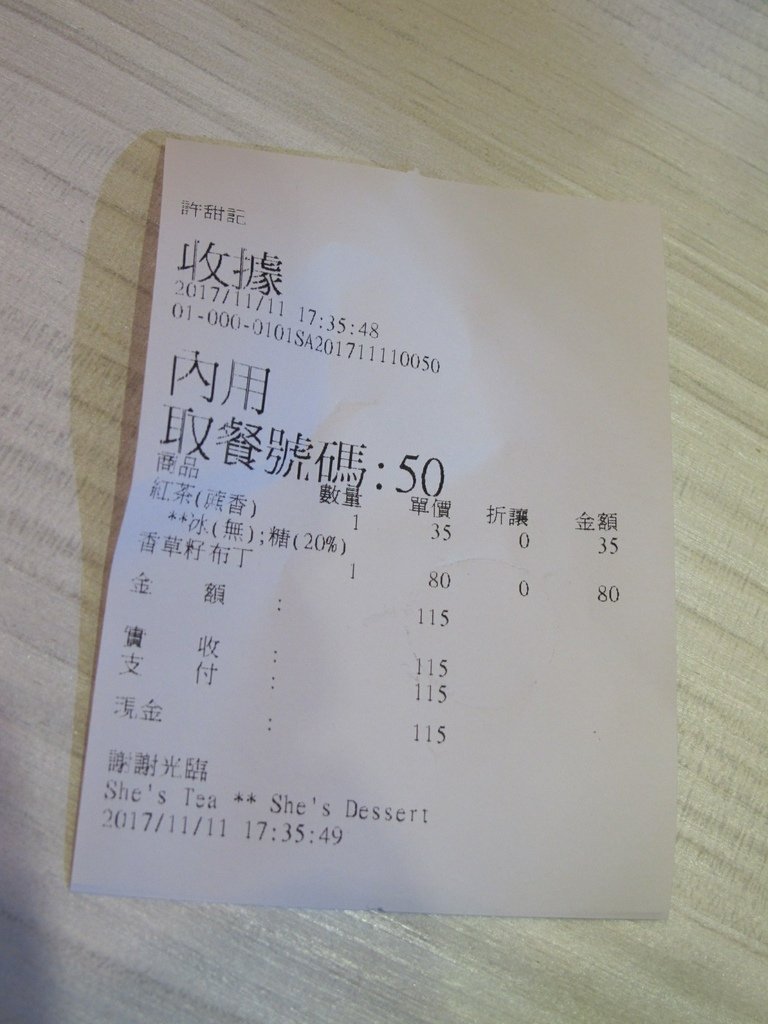 許甜記
收據
2017/11/11 17:35:48
01-000-0101SA201711110050
內用
取餐號碼:50
商品 數量 單價 折讓 金額
紅茶(蔗香) 1 35 0 35
**冰(無);糖(20%)
香草籽布丁 1 80 0 80
金 額 : 115
實 收 : 115
支 付 : 115
現金 : 115
謝謝光臨
She's Tea ** She's Dessert
2017/11/11 17:35:49